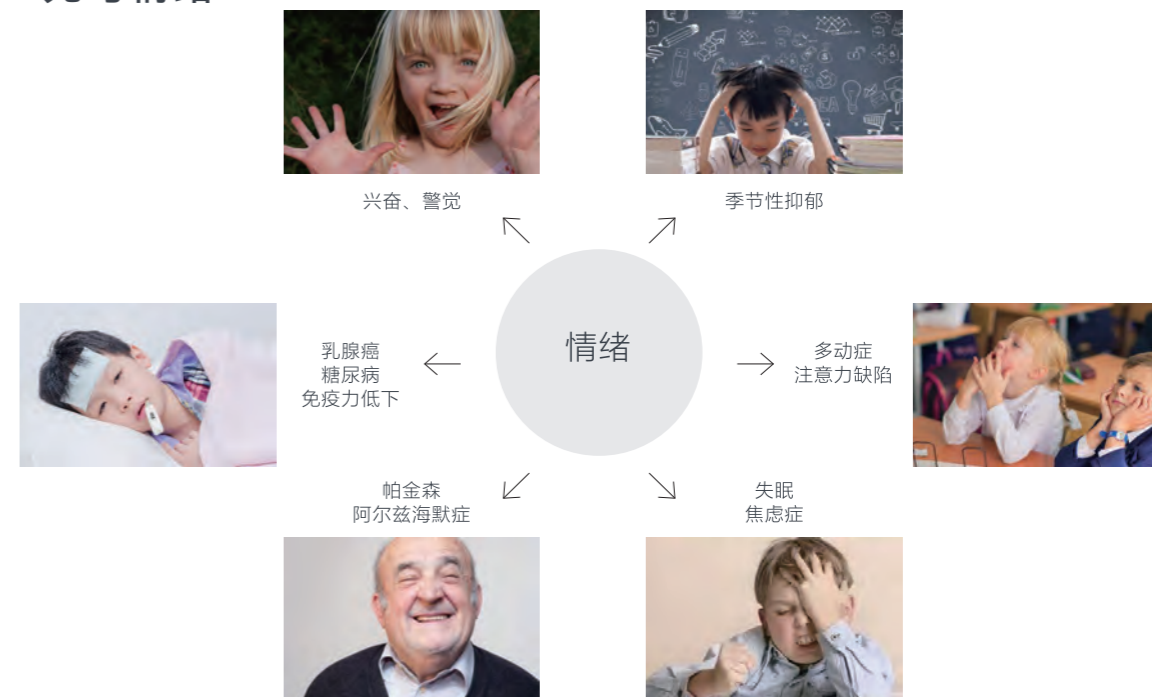 兴奋、警觉
季节性抑郁
情绪
乳腺癌
糖尿病
免疫力低下
多动症
注意力缺陷
帕金森
阿尔兹海默症
失眠
焦虑症